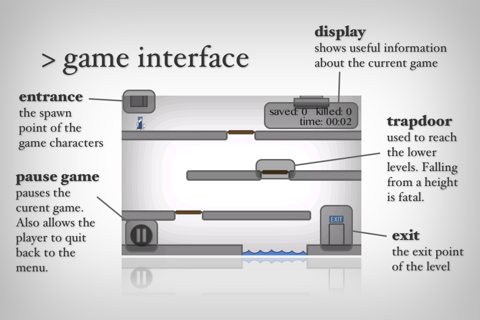 > game interface
display
shows useful information
about the current game
entrance
the spawn
point of the
game characters
saved: 0 killed: 0
time: 00:02
trapdoor
used to reach
the lower
levels. Falling
from a height
is fatal.
pause game
pauses the
curent game.
Also allows the
player to quit
back to the
menu.
EXIT
exit
the exit point
of the level